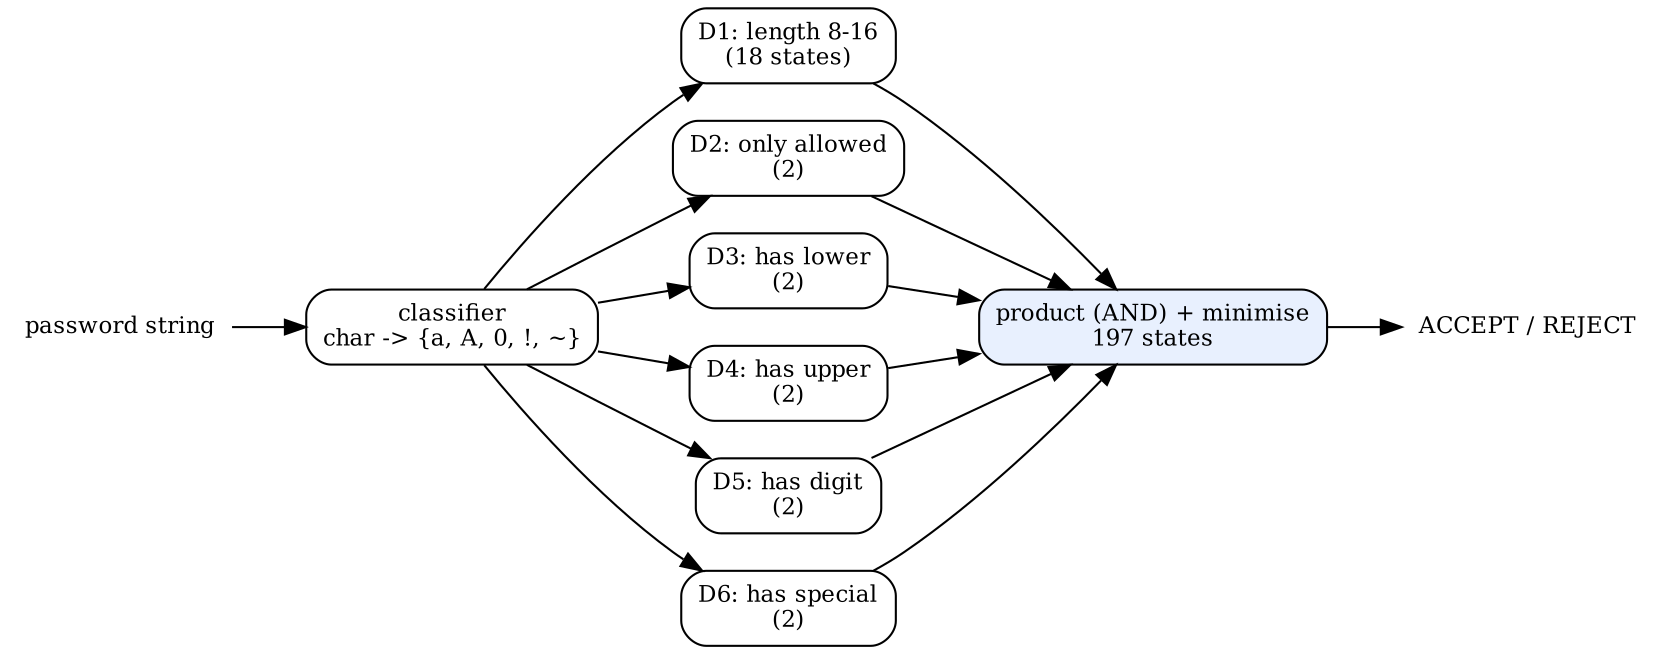 password string
classifier
char -> {a, A, 0, !, ~}
D1: length 8-16
(18 states)
D2: only allowed
(2)
D3: has lower
(2)
D4: has upper
(2)
D5: has digit
(2)
D6: has special
(2)
product (AND) + minimise
197 states
ACCEPT / REJECT